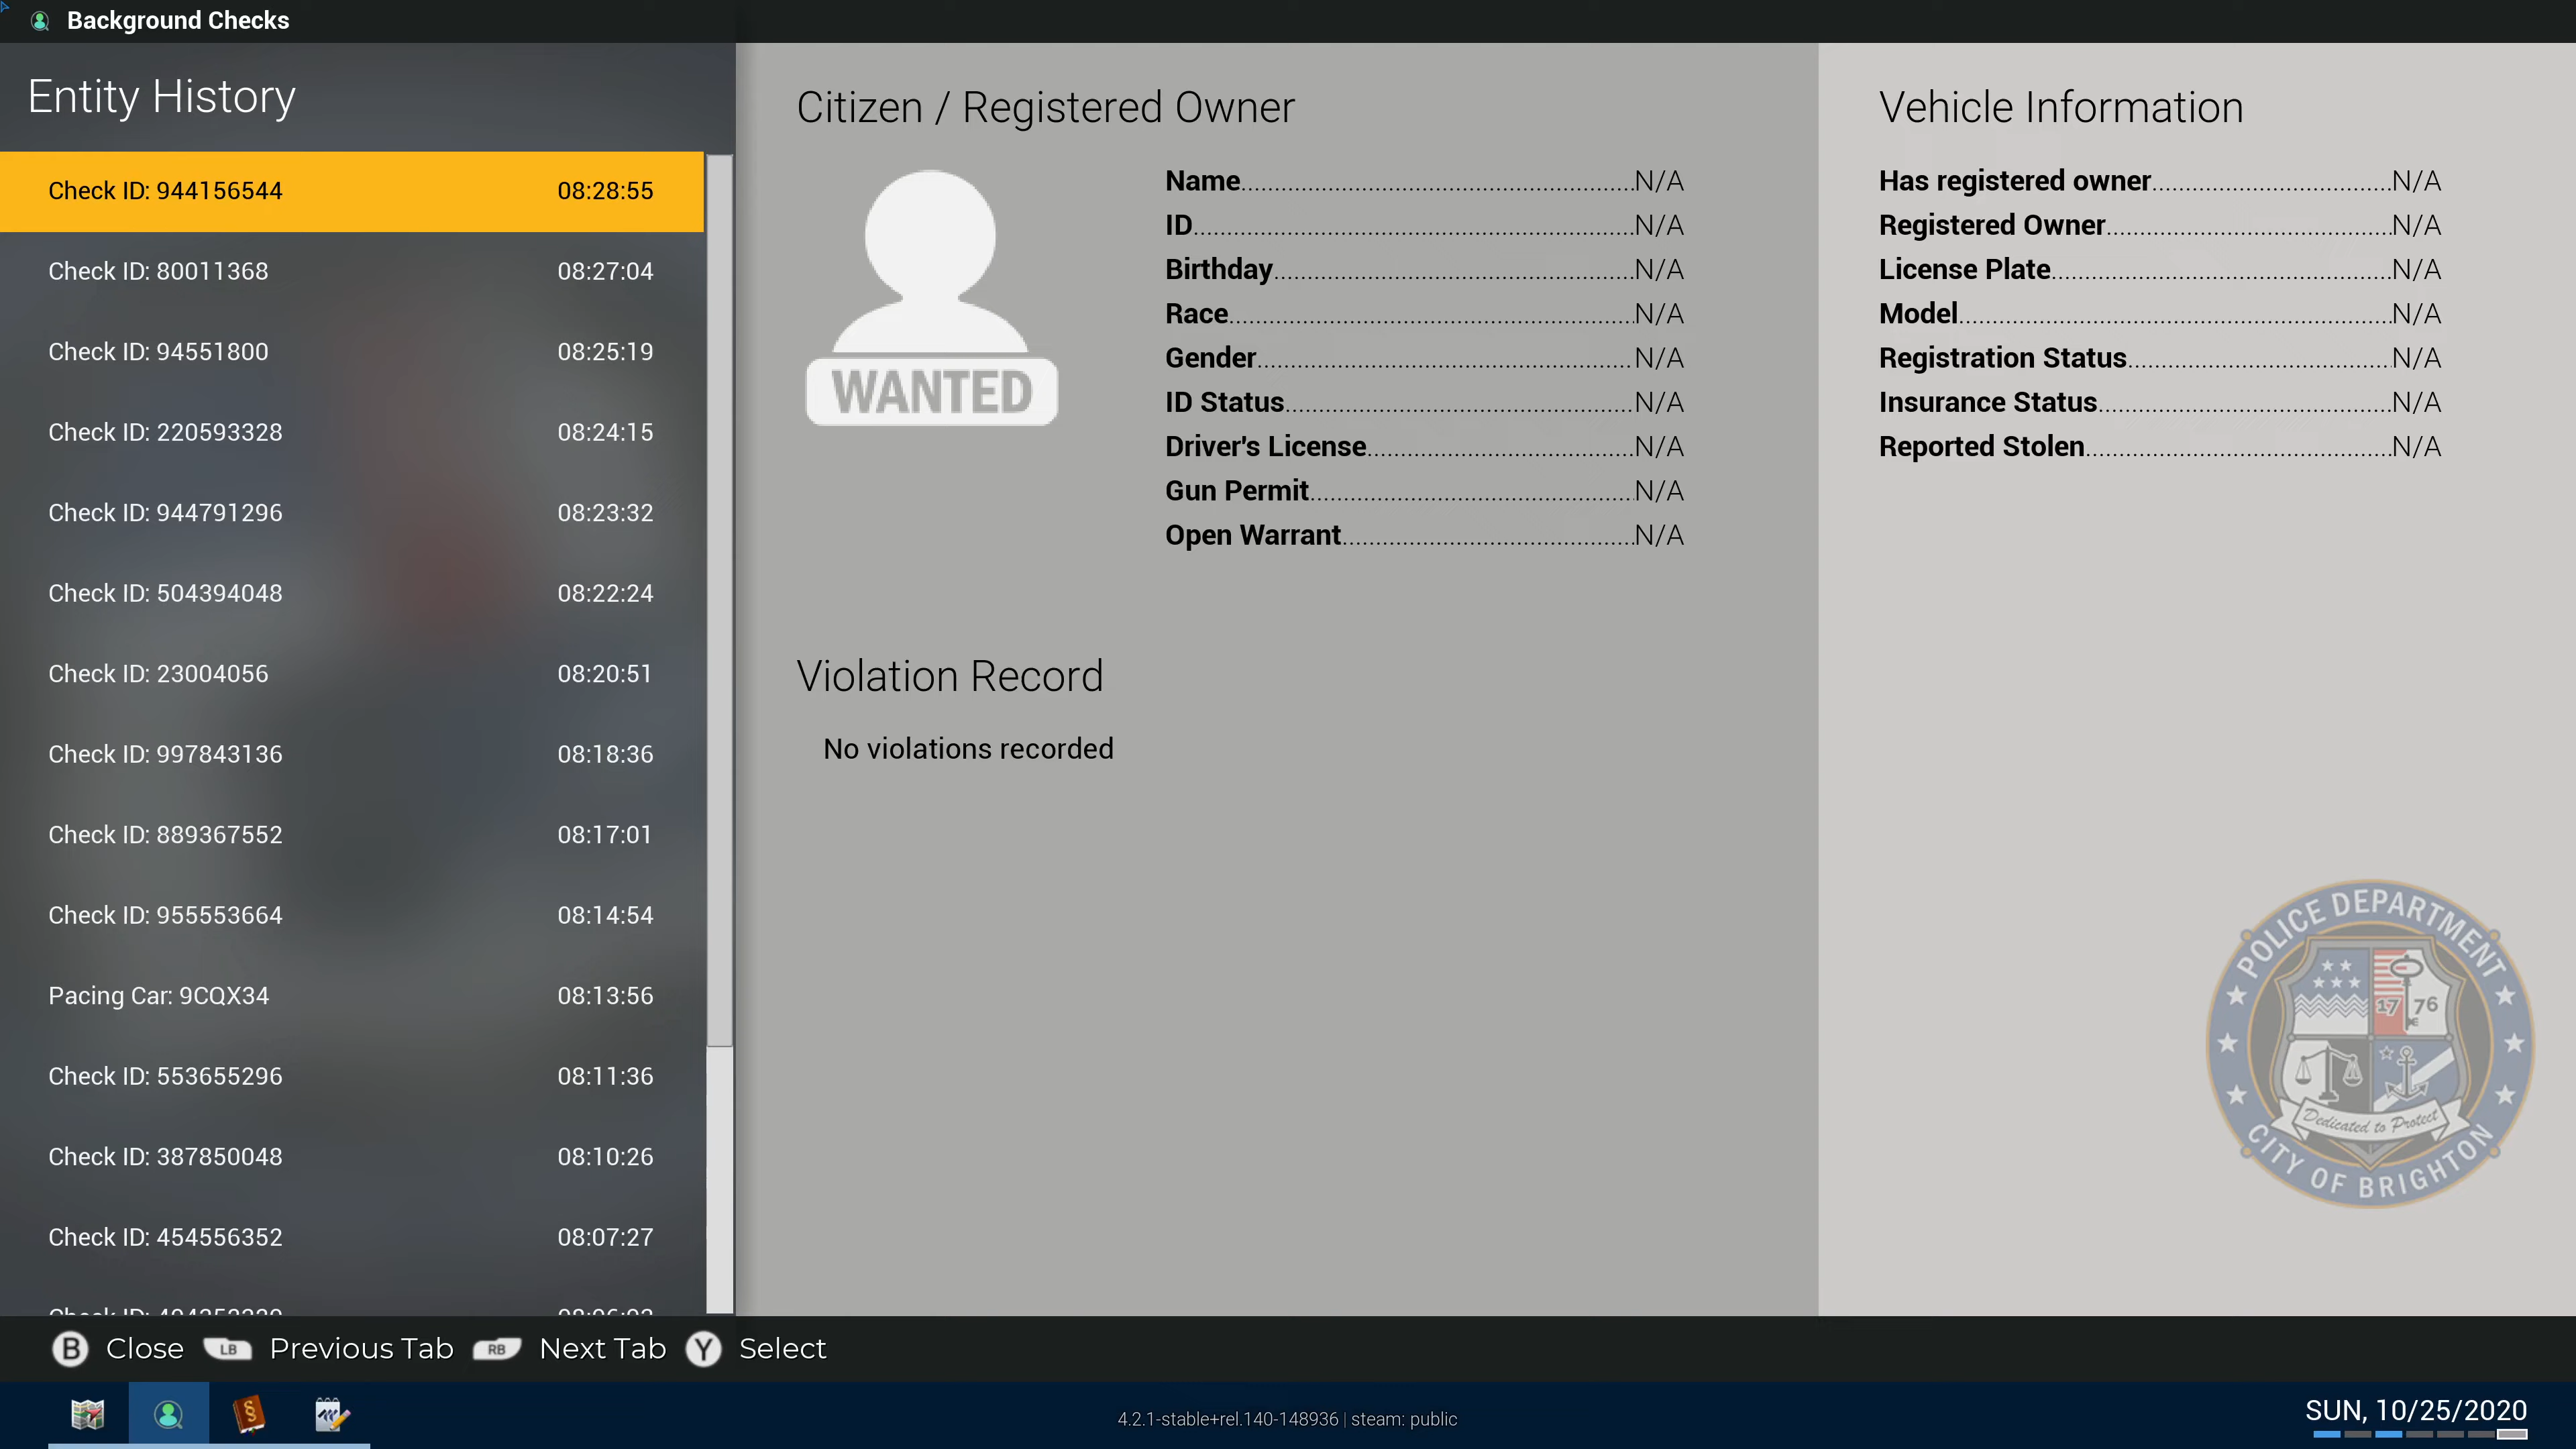 Background Checks
Entity History
Check ID: 944156544 08:28:55
Check ID: 80011368 08:27:04
Check ID: 94551800 08:25:19
Check ID: 220593328 08:24:15
Check ID: 944791296 08:23:32
Check ID: 504394048 08:22:24
Check ID: 23004056 08:20:51
Check ID: 997843136 08:18:36
Check ID: 889367552 08:17:01
Check ID: 955553664 08:14:54
Pacing Car: 9CQX34 08:13:56
Check ID: 553655296 08:11:36
Check ID: 387850048 08:10:26
Check ID: 454556352 08:07:27
Check ID:
Citizen / Registered Owner
WANTED
Name N/A
ID N/A
Birthday N/A
Race N/A
Gender N/A
ID Status N/A
Driver's License N/A
Gun Permit N/A
Open Warrant N/A
Violation Record
No violations recorded
Vehicle Information
Has registered owner N/A
Registered Owner N/A
License Plate N/A
Model N/A
Registration Status N/A
Insurance Status N/A
Reported Stolen N/A
POLICE DEPARTMENT
17 76
Dedicated to Protect
CITY OF BRIGHTON
B Close LB Previous Tab RB Next Tab Y Select
4.2.1-stable+rel.140-148936 | steam: public
SUN, 10/25/2020